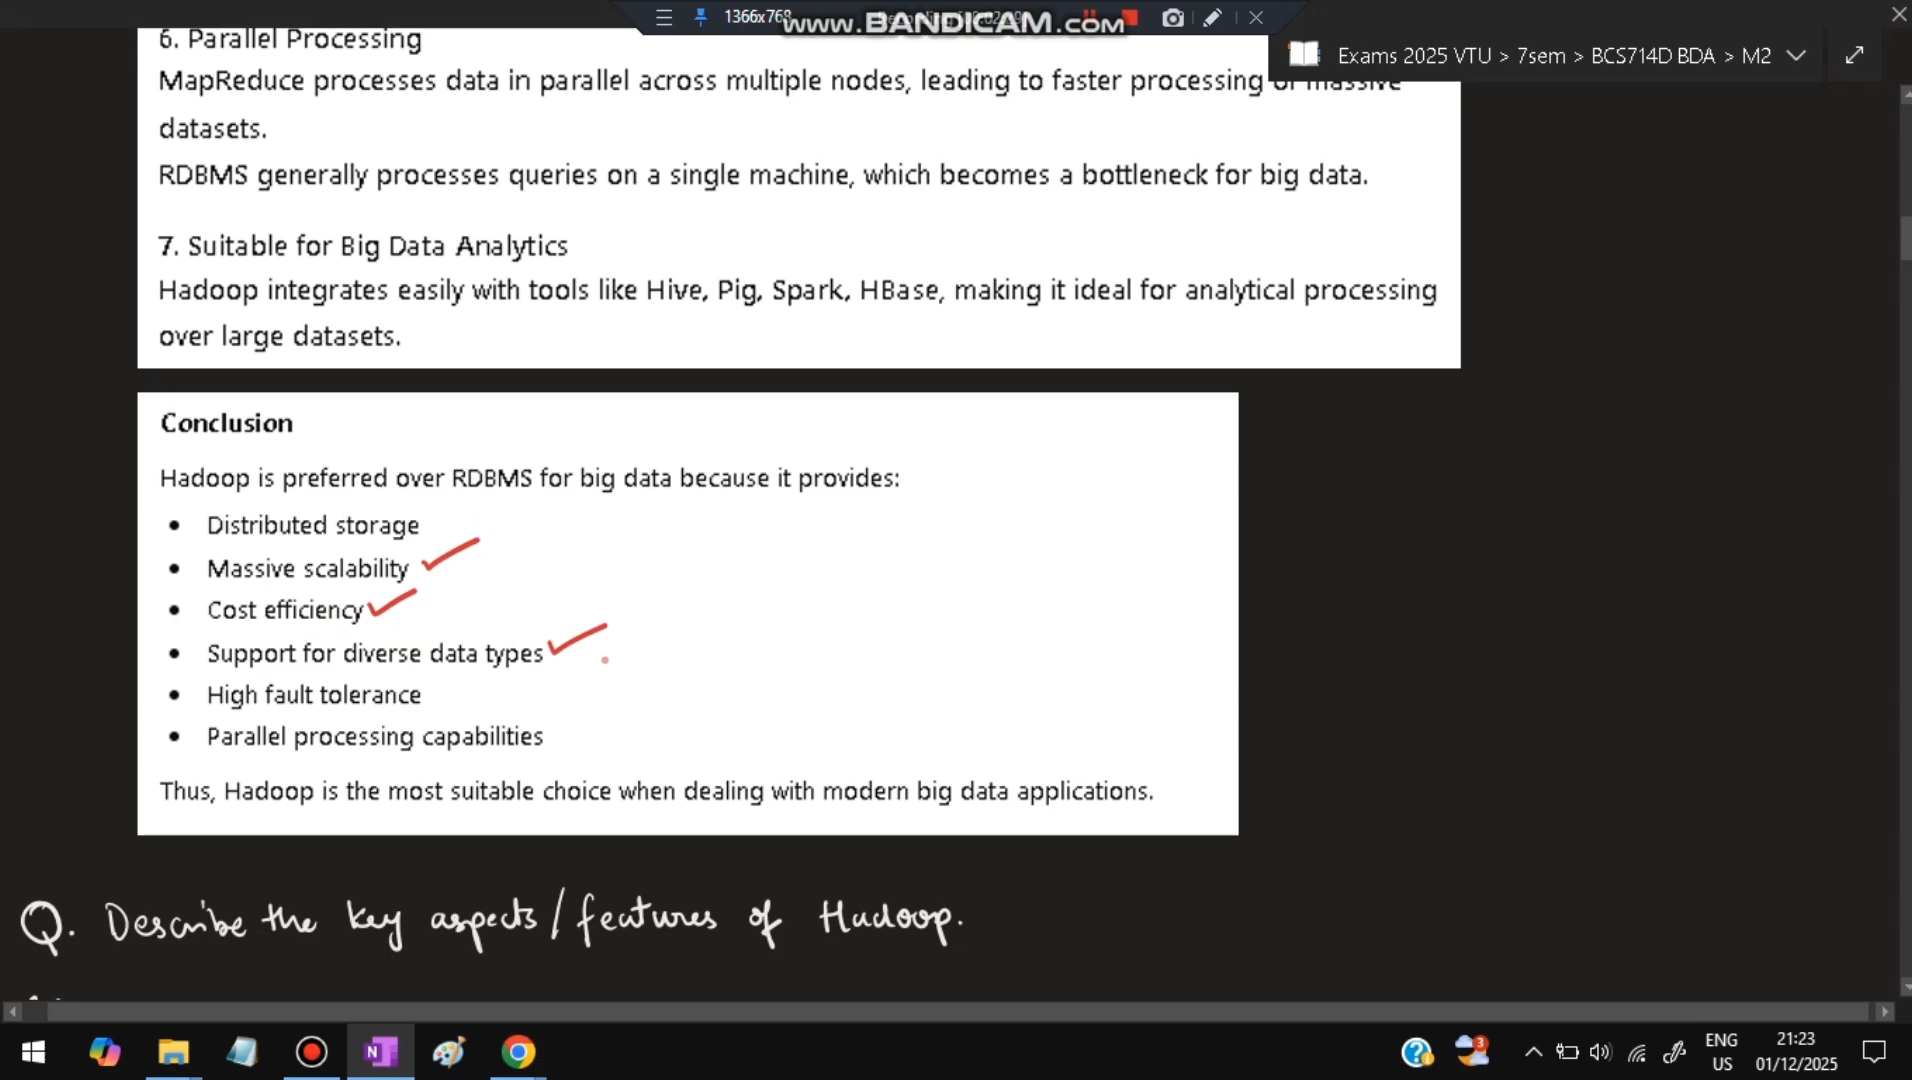 1366x768
www.BANDICAM.com
6. Parallel Processing
Exams 2025 VTU > 7sem > BCS714D BDA > M2
MapReduce processes data in parallel across multiple nodes, leading to faster processing of massive
datasets.
RDBMS generally processes queries on a single machine, which becomes a bottleneck for big data.
7. Suitable for Big Data Analytics
Hadoop integrates easily with tools like Hive, Pig, Spark, HBase, making it ideal for analytical processing
over large datasets.
Conclusion
Hadoop is preferred over RDBMS for big data because it provides:
• Distributed storage
• Massive scalability
• Cost efficiency
• Support for diverse data types
• High fault tolerance
• Parallel processing capabilities
Thus, Hadoop is the most suitable choice when dealing with modern big data applications.
Q. Describe the key aspects/features of Hadoop.
N
3
ENG
US
21:23
01/12/2025